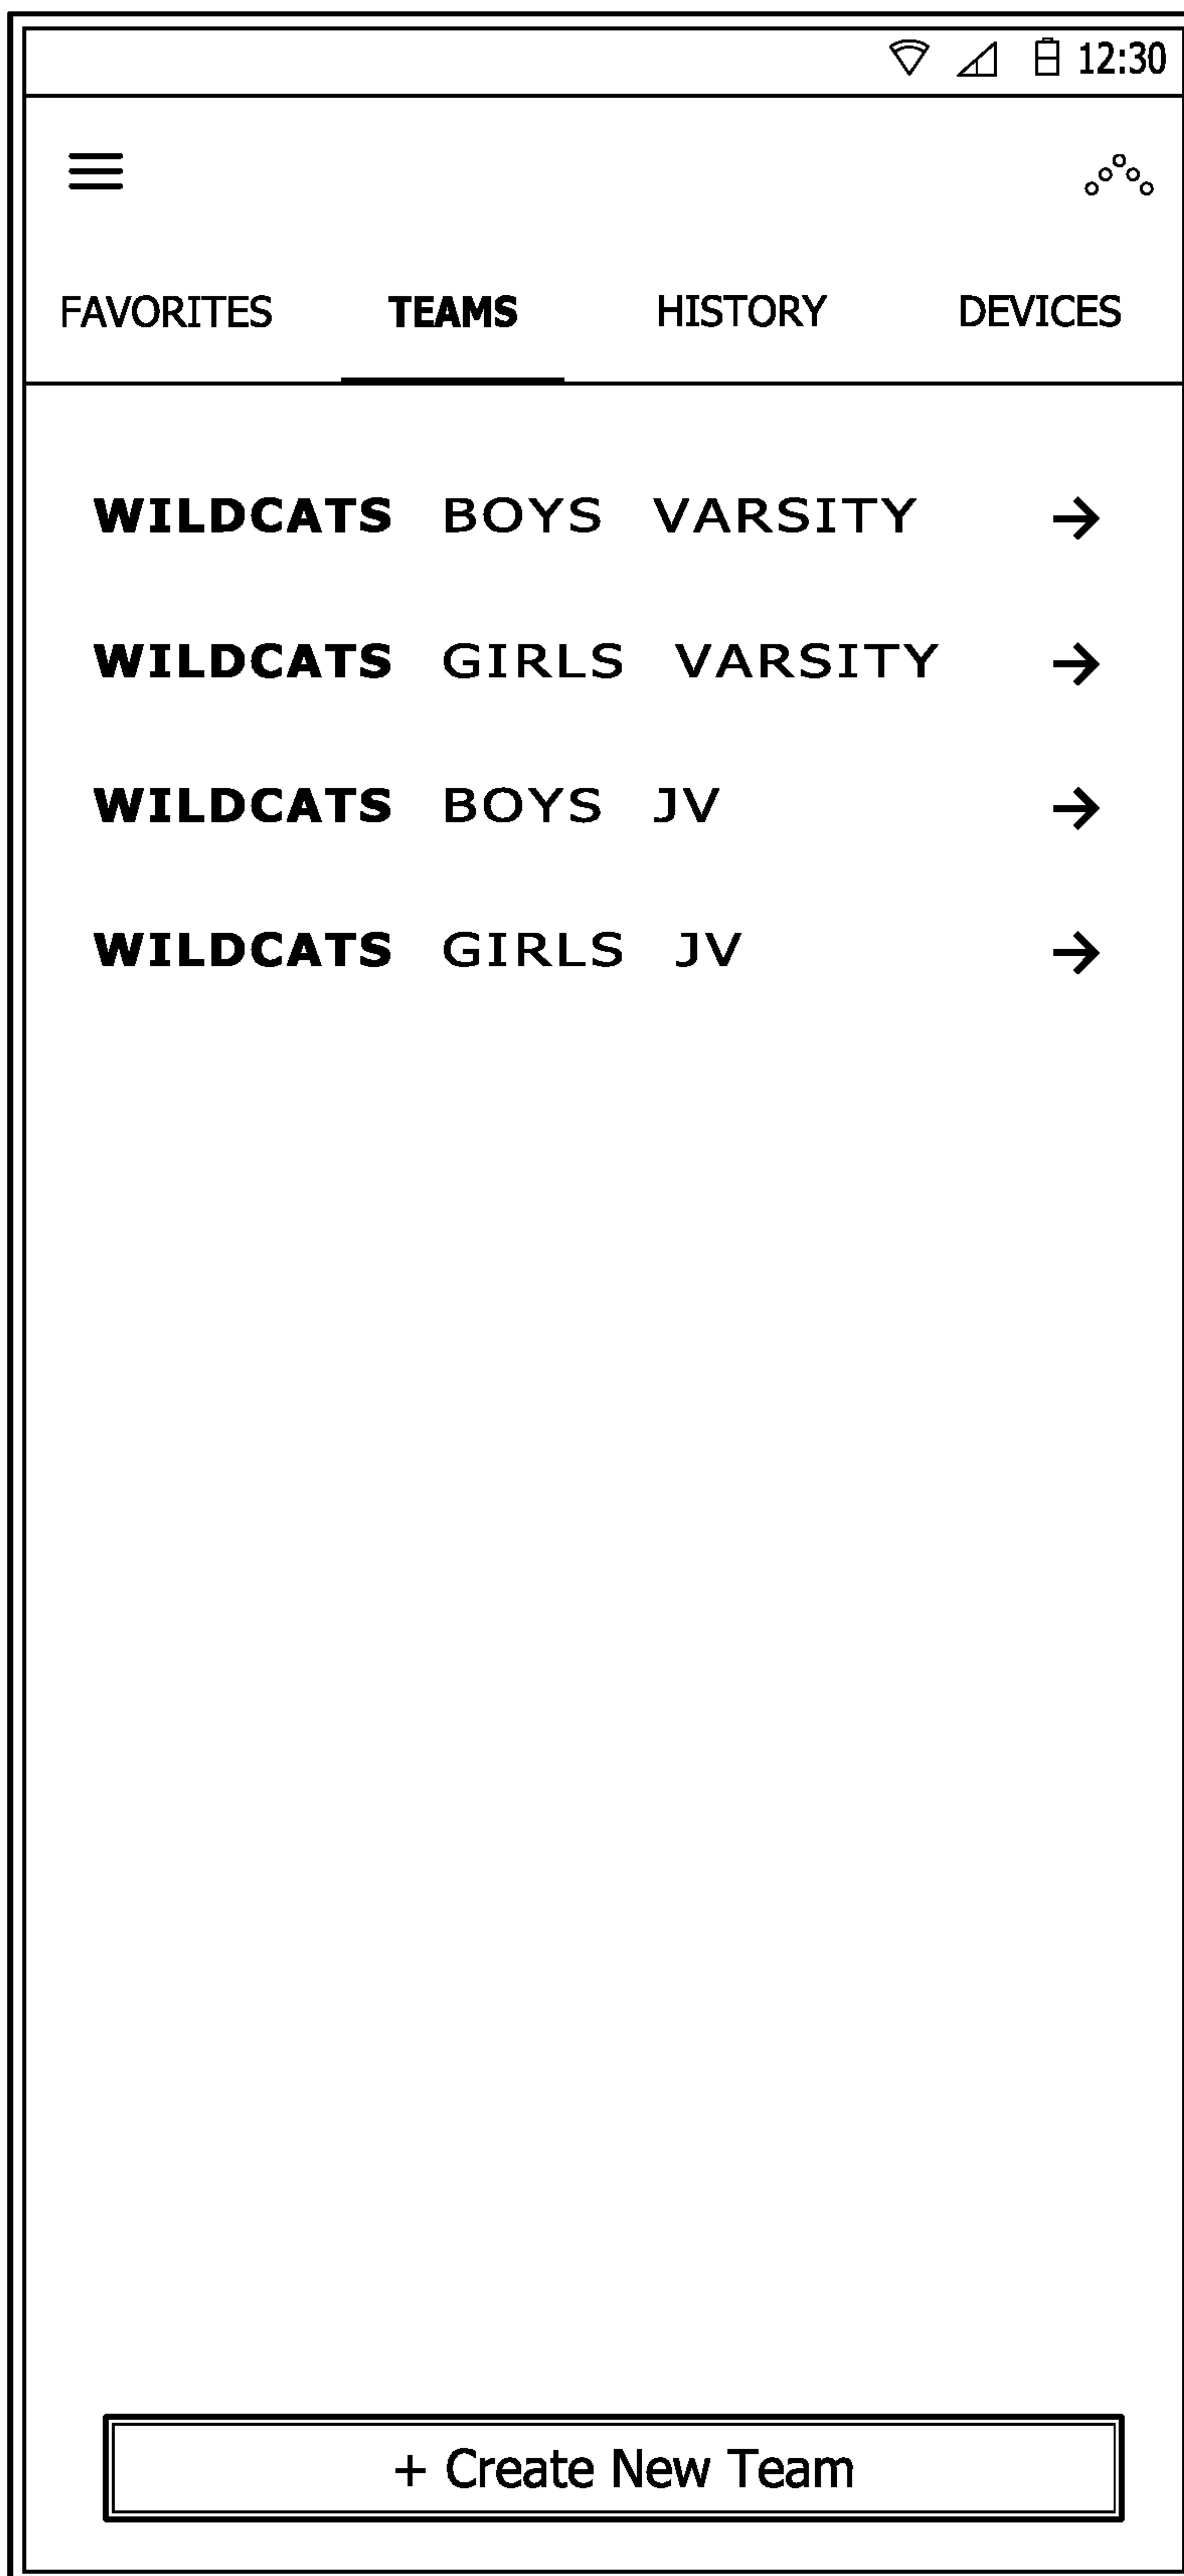 12:30
FAVORITES TEAMS HISTORY DEVICES
WILDCATS BOYS VARSITY →
WILDCATS GIRLS VARSITY →
WILDCATS BOYS JV →
WILDCATS GIRLS JV →
+ Create New Team